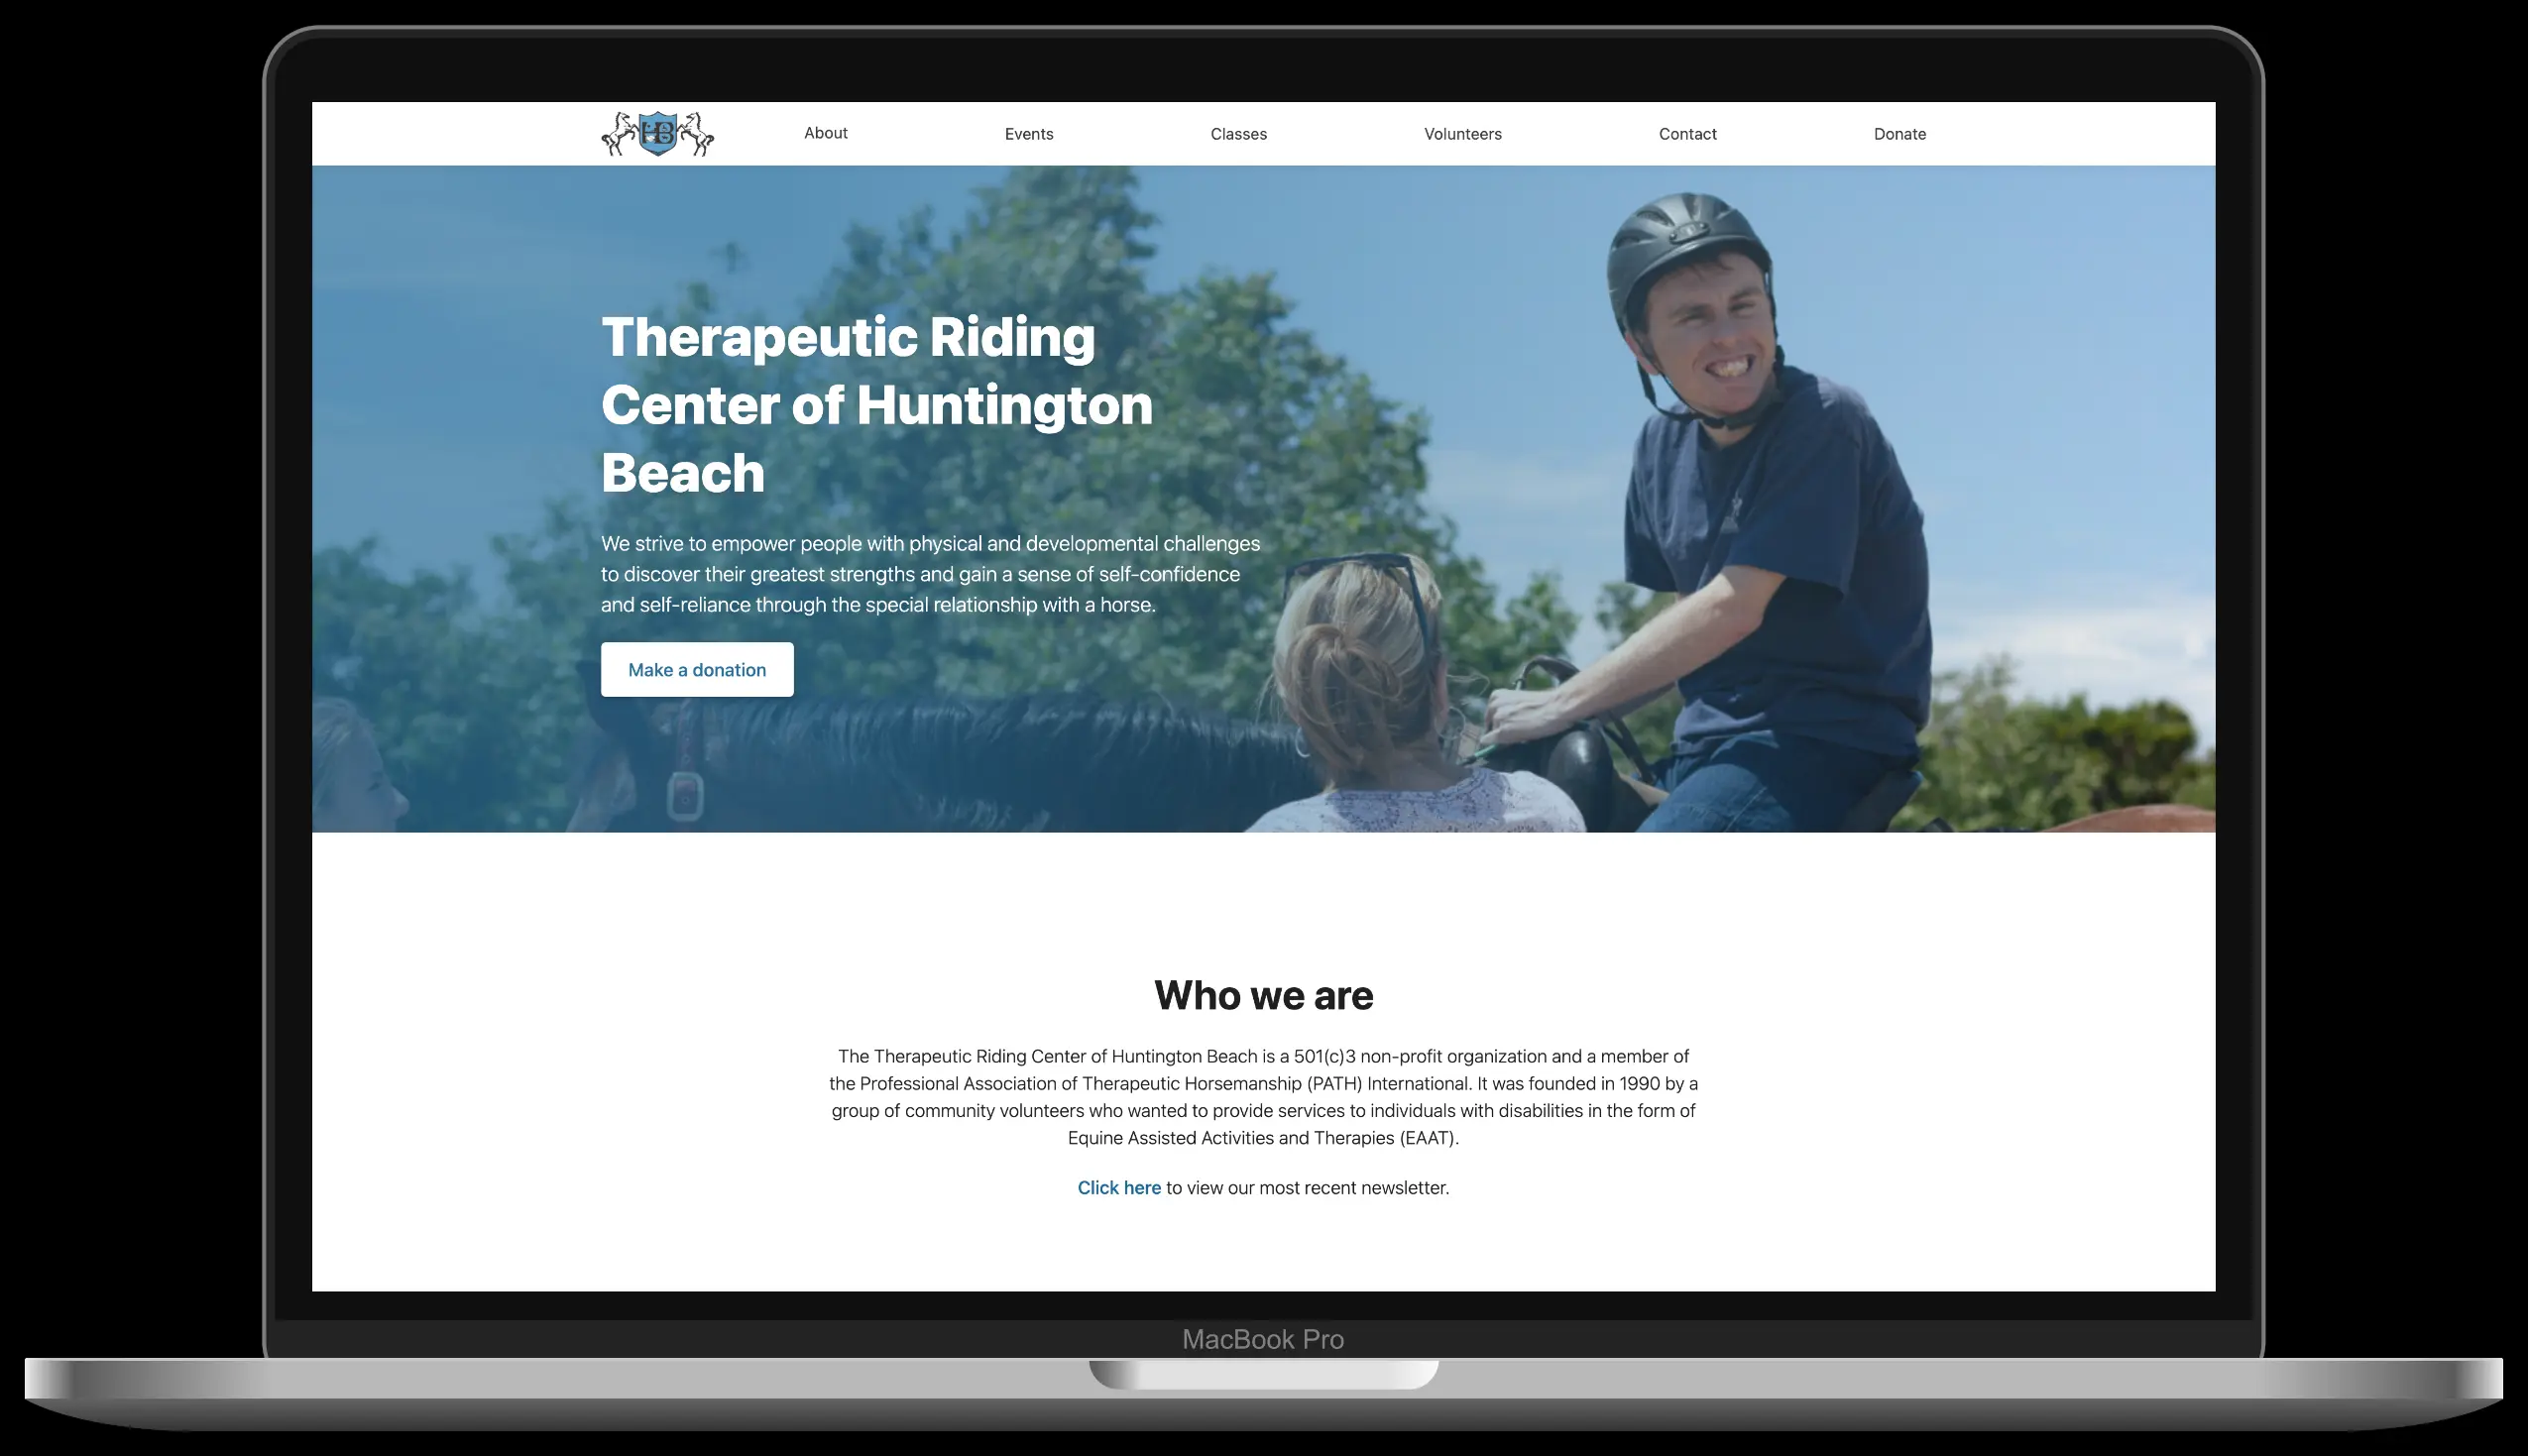 HB
About
Events
Classes
Volunteers
Contact
Donate
Therapeutic Riding
Center of Huntington
Beach
We strive to empower people with physical and developmental challenges
to discover their greatest strengths and gain a sense of self-confidence
and self-reliance through the special relationship with a horse.
Make a donation
Who we are
The Therapeutic Riding Center of Huntington Beach is a 501(c)3 non-profit organization and a member of
the Professional Association of Therapeutic Horsemanship (PATH) International. It was founded in 1990 by a
group of community volunteers who wanted to provide services to individuals with disabilities in the form of
Equine Assisted Activities and Therapies (EAAT).
Click here to view our most recent newsletter.
MacBook Pro